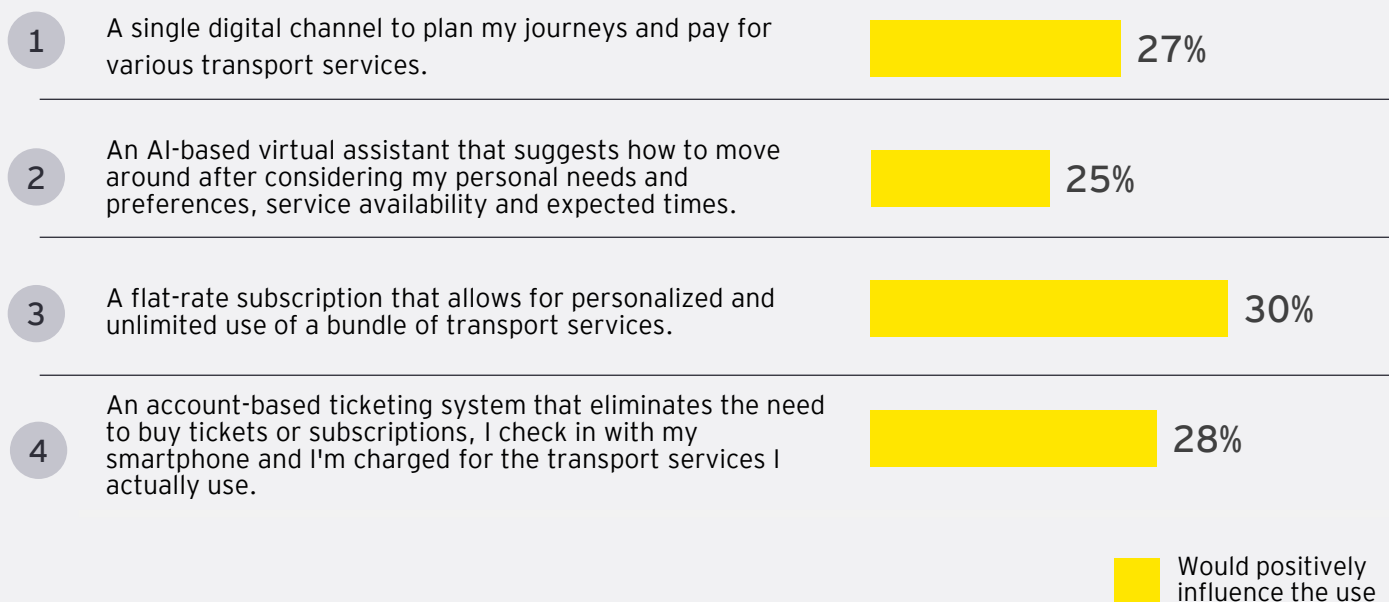 1
A single digital channel to plan my journeys and pay for
various transport services.
27%
2
An AI-based virtual assistant that suggests how to move
around after considering my personal needs and
preferences, service availability and expected times.
25%
3
A flat-rate subscription that allows for personalized and
unlimited use of a bundle of transport services.
30%
4
An account-based ticketing system that eliminates the need
to buy tickets or subscriptions, I check in with my
smartphone and I'm charged for the transport services I
actually use.
28%
Would positively
influence the use